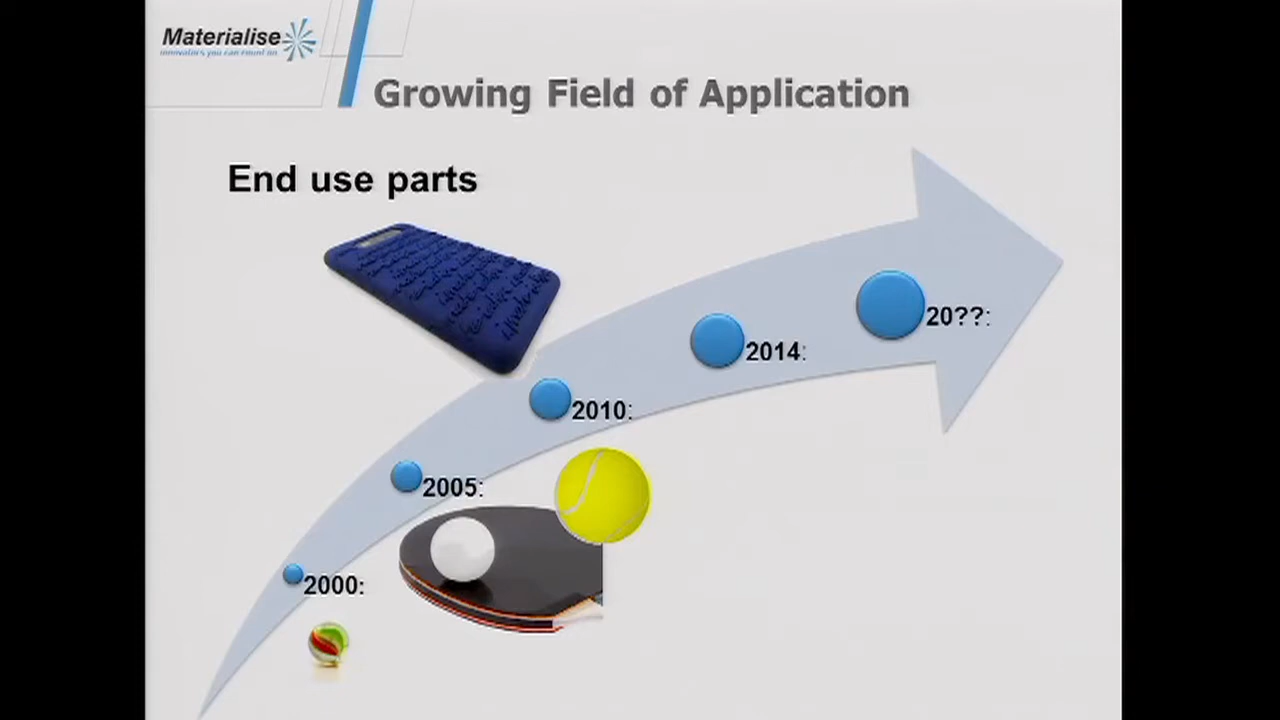 Materialise
innovators you can count on
Growing Field of Application
End use parts
20??:
2014:
2010:
2005:
2000: